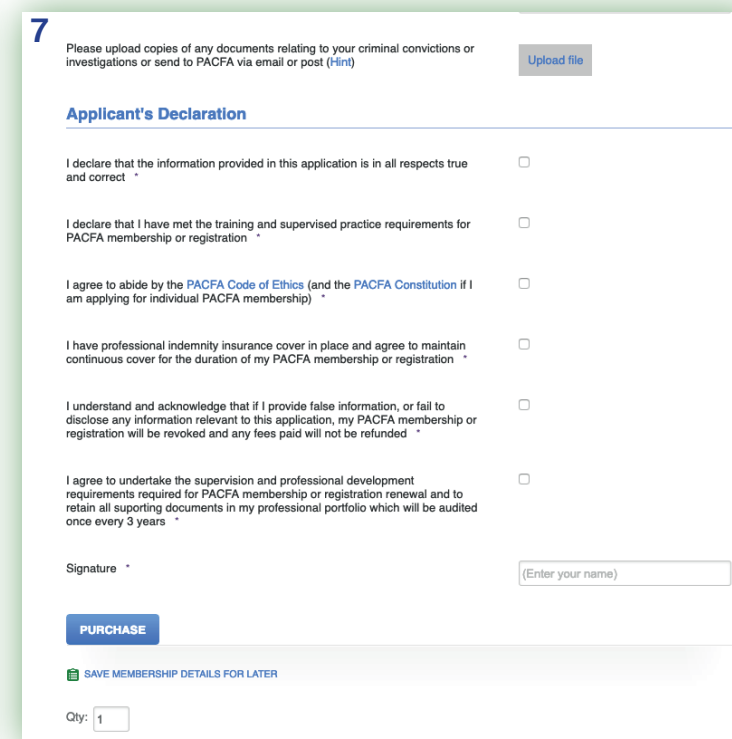 7
Please upload copies of any documents relating to your criminal convictions or
investigations or send to PACFA via email or post (Hint)
Upload file
Applicant's Declaration
I declare that the information provided in this application is in all respects true
and correct *
I declare that I have met the training and supervised practice requirements for
PACFA membership or registration *
I agree to abide by the PACFA Code of Ethics (and the PACFA Constitution if I
am applying for individual PACFA membership) *
I have professional indemnity insurance cover in place and agree to maintain
continuous cover for the duration of my PACFA membership or registration *
I understand and acknowledge that if I provide false information, or fail to
disclose any information relevant to this application, my PACFA membership or
registration will be revoked and any fees paid will not be refunded *
I agree to undertake the supervision and professional development
requirements required for PACFA membership or registration renewal and to
retain all suporting documents in my professional portfolio which will be audited
once every 3 years *
Signature *
(Enter your name)
PURCHASE
SAVE MEMBERSHIP DETAILS FOR LATER
Qty: 1